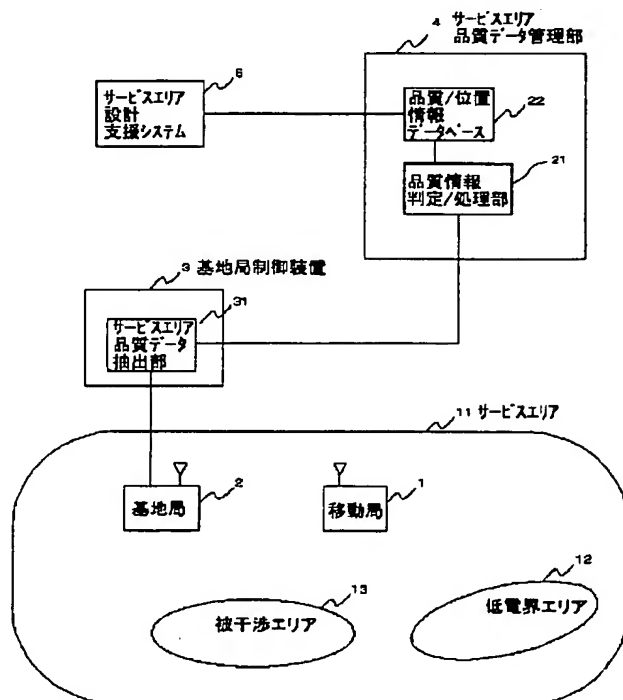 4 サービスエリア
品質データ管理部
6
サービスエリア
設計
支援システム
品質/位置
情報
データベース
22
品質情報
判定/処理部
21
3 基地局制御装置
31
サービスエリア
品質データ
抽出部
11 サービスエリア
基地局
2
移動局
1
被干渉エリア
13
低電界エリア
12